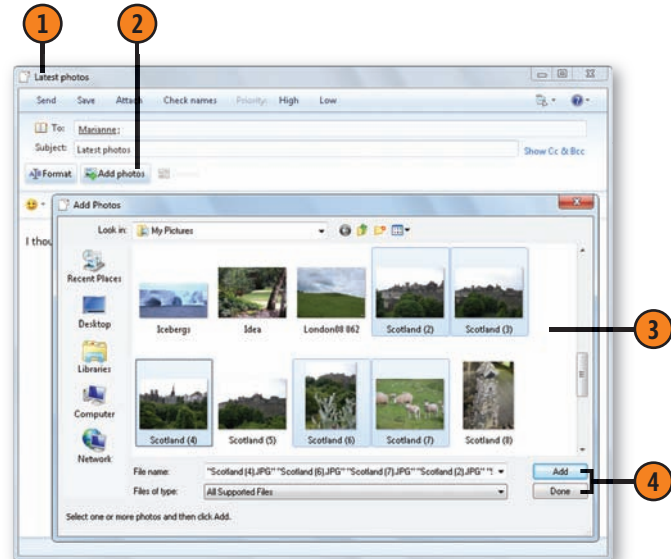 1 2
Latest photos
Send Save Attach Check names Priority: High Low
To: Marianne;
Subject: Latest photos Show Cc & Bcc
Format Add photos
Add Photos
I thou
Look in: My Pictures
Recent Places
Desktop
Libraries
Computer
Network
Icebergs Idea London08 062 Scotland (2) Scotland (3)
3
Scotland (4) Scotland (5) Scotland (6) Scotland (7) Scotland (8)
File name: "Scotland (4).JPG" "Scotland (6).JPG" "Scotland (7).JPG" "Scotland (2).JPG" Add
Files of type: All Supported Files Done
4
Select one or more photos and then click Add.